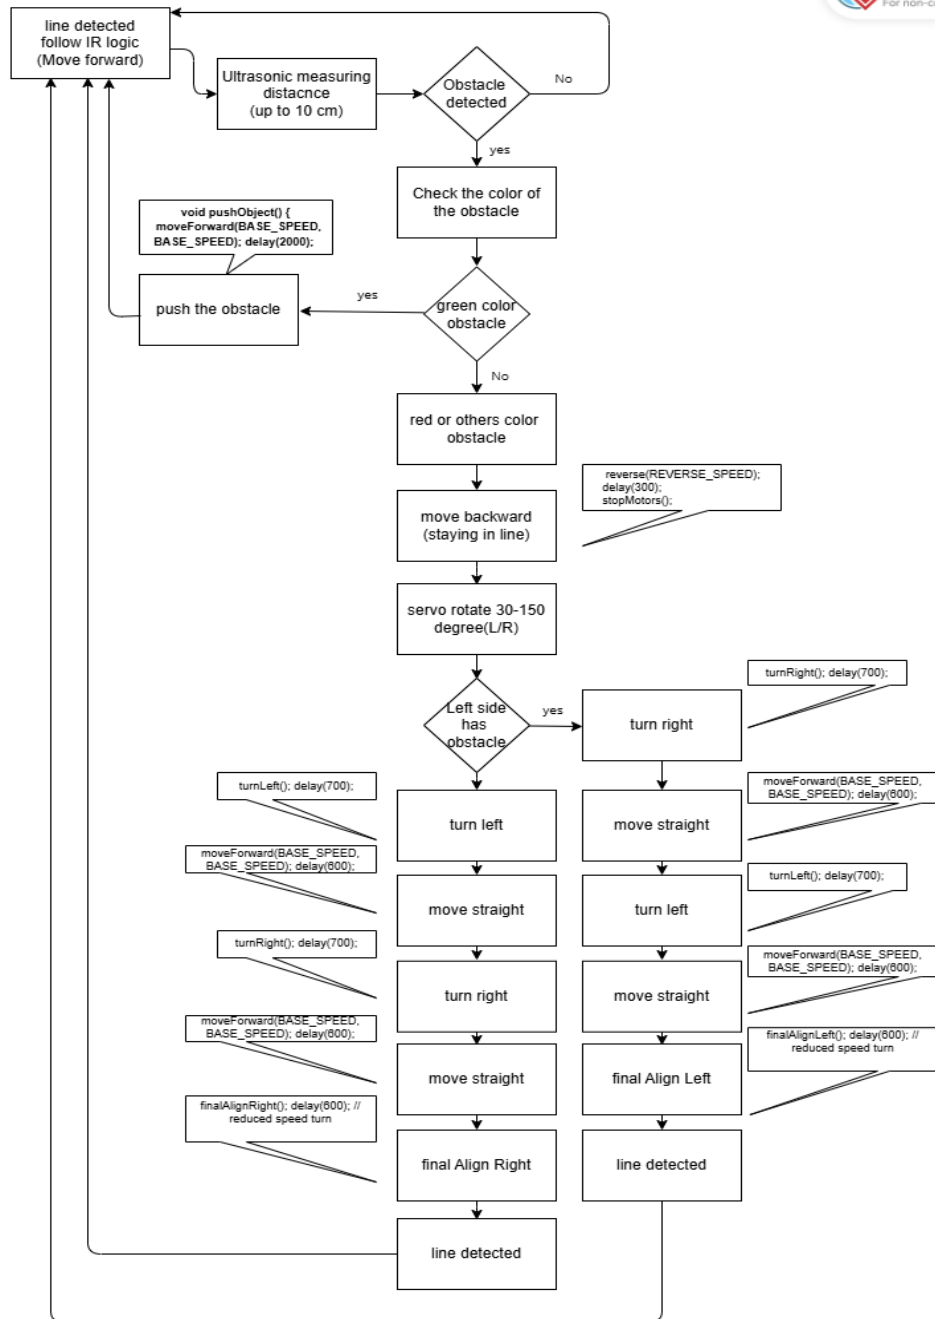 line detected
follow IR logic
(Move forward)
For non-c
Ultrasonic measuring
distacnce
(up to 10 cm)
Obstacle
detected
No
yes
Check the color of
the obstacle
void pushObject() {
moveForward(BASE_SPEED,
BASE_SPEED); delay(2000);
push the obstacle
yes
green color
obstacle
No
red or others color
obstacle
reverse(REVERSE_SPEED);
delay(300);
stopMotors();
move backward
(staying in line)
servo rotate 30-150
degree(L/R)
Left side
has
obstacle
yes
turn right
turnRight(); delay(700);
turnLeft(); delay(700);
turn left
move straight
moveForward(BASE_SPEED,
BASE_SPEED); delay(600);
moveForward(BASE_SPEED,
BASE_SPEED); delay(600);
move straight
turn left
turnLeft(); delay(700);
turnRight(); delay(700);
turn right
move straight
moveForward(BASE_SPEED,
BASE_SPEED); delay(600);
moveForward(BASE_SPEED,
BASE_SPEED); delay(600);
move straight
final Align Left
finalAlignLeft(); delay(600); //
reduced speed turn
finalAlignRight(); delay(600); //
reduced speed turn
final Align Right
line detected
line detected